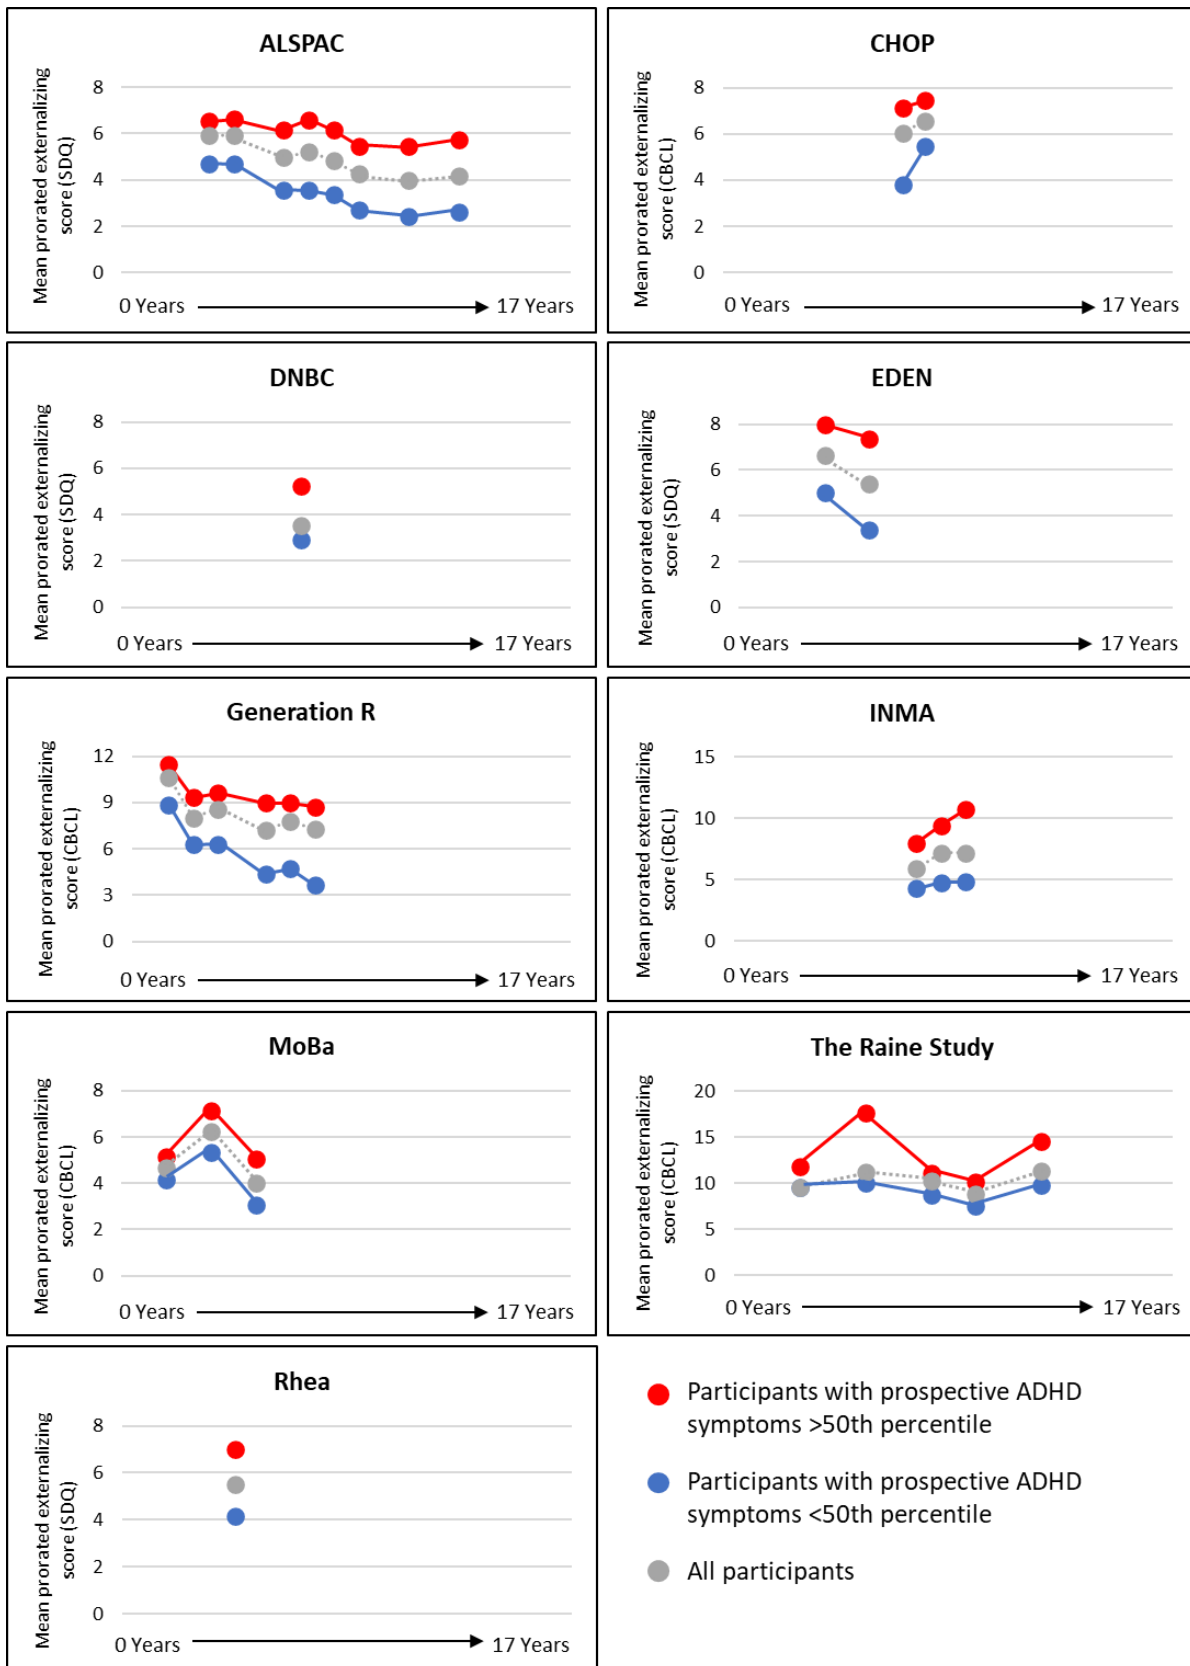 ALSPAC
Mean prorated externalizing
score (SDQ)
8
6
4
2
0
0 Years
17 Years
CHOP
Mean prorated externalizing
score (CBCL)
8
6
4
2
0
0 Years
17 Years
DNBC
Mean prorated externalizing
score (SDQ)
8
6
4
2
0
0 Years
17 Years
EDEN
Mean prorated externalizing
score (SDQ)
8
6
4
2
0
0 Years
17 Years
Generation R
Mean prorated externalizing
score (CBCL)
12
9
6
3
0
0 Years
17 Years
INMA
Mean prorated externalizing
score (CBCL)
15
10
5
0
0 Years
17 Years
MoBa
Mean prorated externalizing
score (CBCL)
8
6
4
2
0
0 Years
17 Years
The Raine Study
Mean prorated externalizing
score (CBCL)
20
15
10
5
0
0 Years
17 Years
Rhea
Mean prorated externalizing
score (SDQ)
8
6
4
2
0
0 Years
17 Years
Participants with prospective ADHD
symptoms >50th percentile
Participants with prospective ADHD
symptoms <50th percentile
All participants